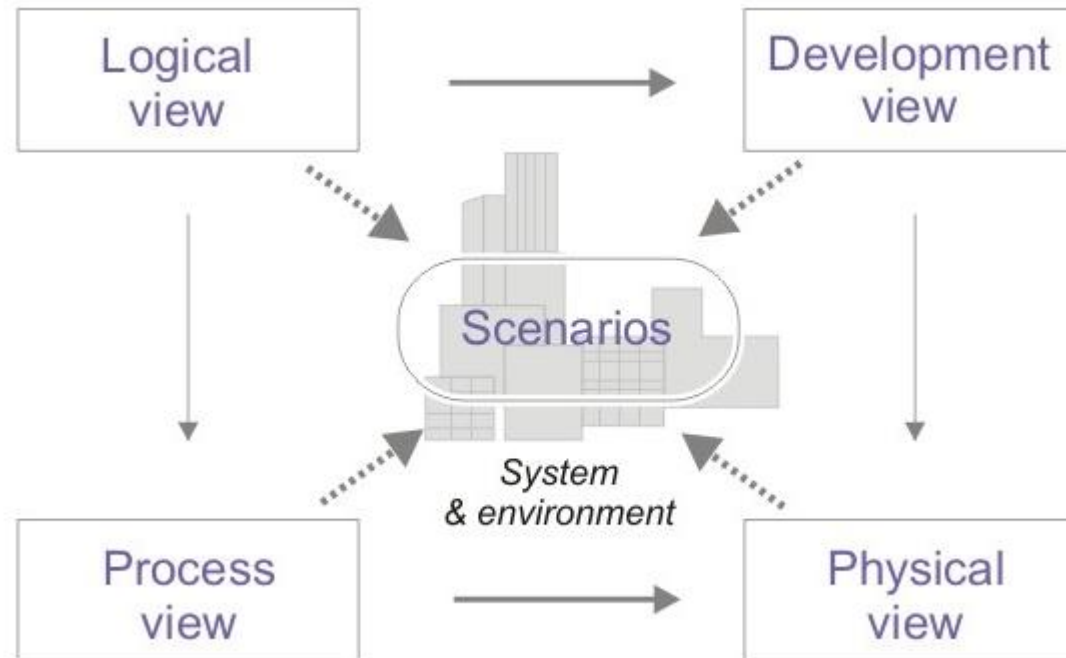 Logical
view
Development
view
Scenarios
System
& environment
Process
view
Physical
view